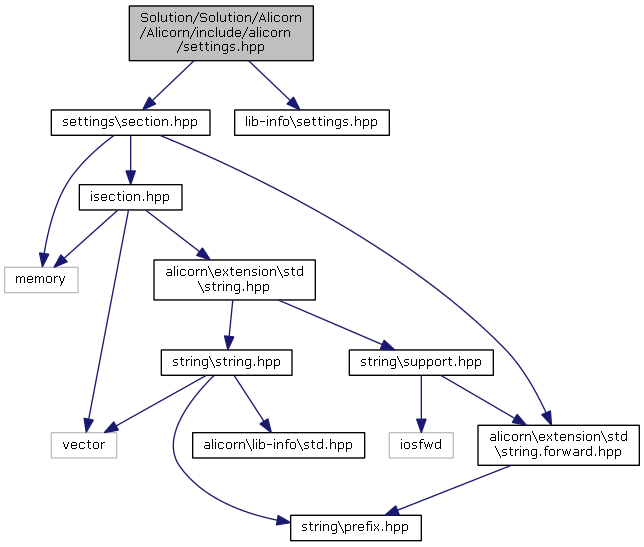 Solution/Solution/Alicorn
/Alicorn/include/alicorn
/settings.hpp
settings\section.hpp
lib-info\settings.hpp
isection.hpp
memory
alicorn\extension\std
\string.hpp
string\string.hpp
string\support.hpp
vector
alicorn\lib-info\std.hpp
iosfwd
alicorn\extension\std
\string.forward.hpp
string\prefix.hpp